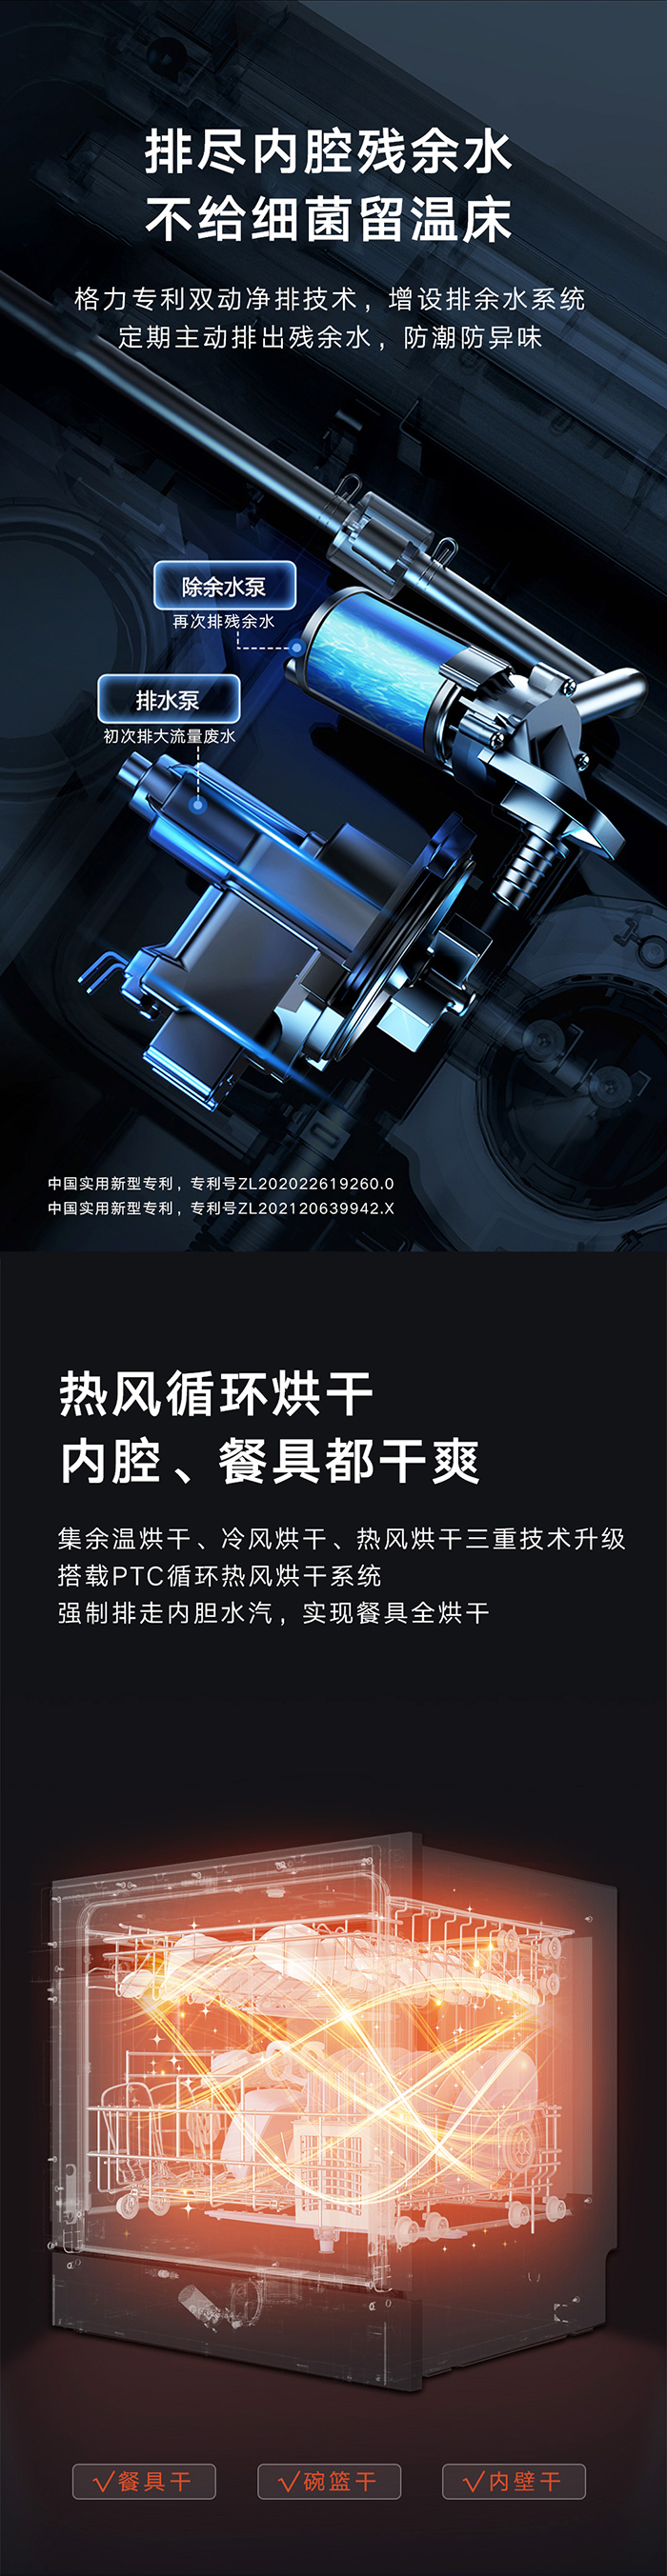 排尽内腔残余水
不给细菌留温床
格力专利双动净排技术，增设排余水系统
定期主动排出残余水，防潮防异味
除余水泵
再次排残余水
排水泵
初次排大流量废水
中国实用新型专利，专利号ZL202022619260.0
中国实用新型专利，专利号ZL202120639942.X
热风循环烘干
内腔、餐具都干爽
集余温烘干、冷风烘干、热风烘干三重技术升级
搭载PTC循环热风烘干系统
强制排走内胆水汽，实现餐具全烘干
√餐具干
√碗篮干
√内壁干